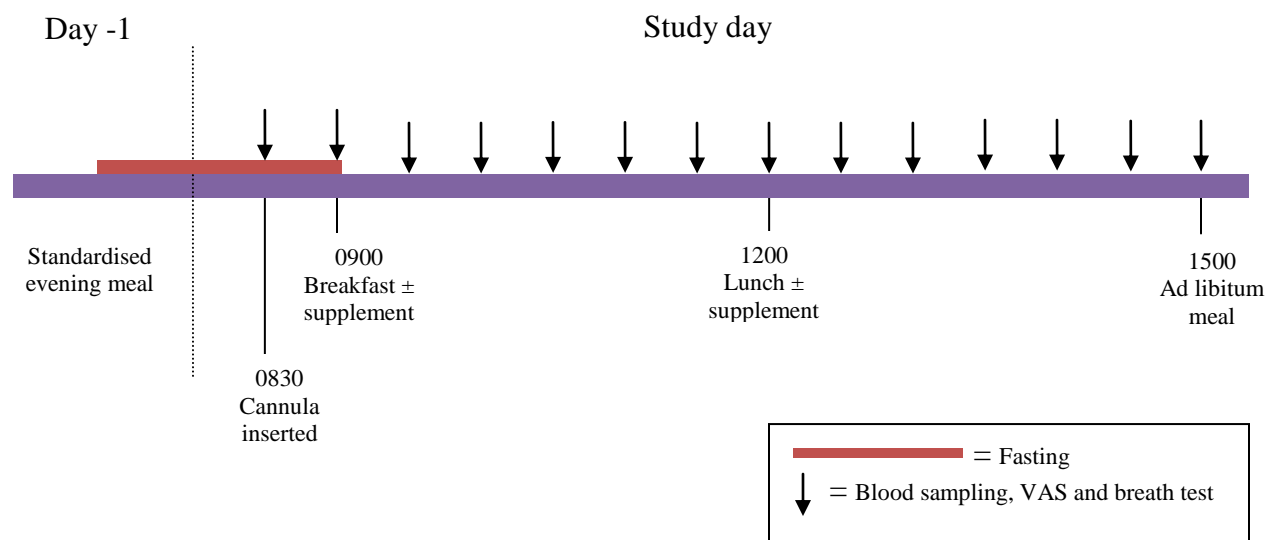 Day -1
Study day
Standardised
evening meal
0900
Breakfast ±
supplement
1200
Lunch ±
supplement
1500
Ad libitum
meal
0830
Cannula
inserted
= Fasting
= Blood sampling, VAS and breath test